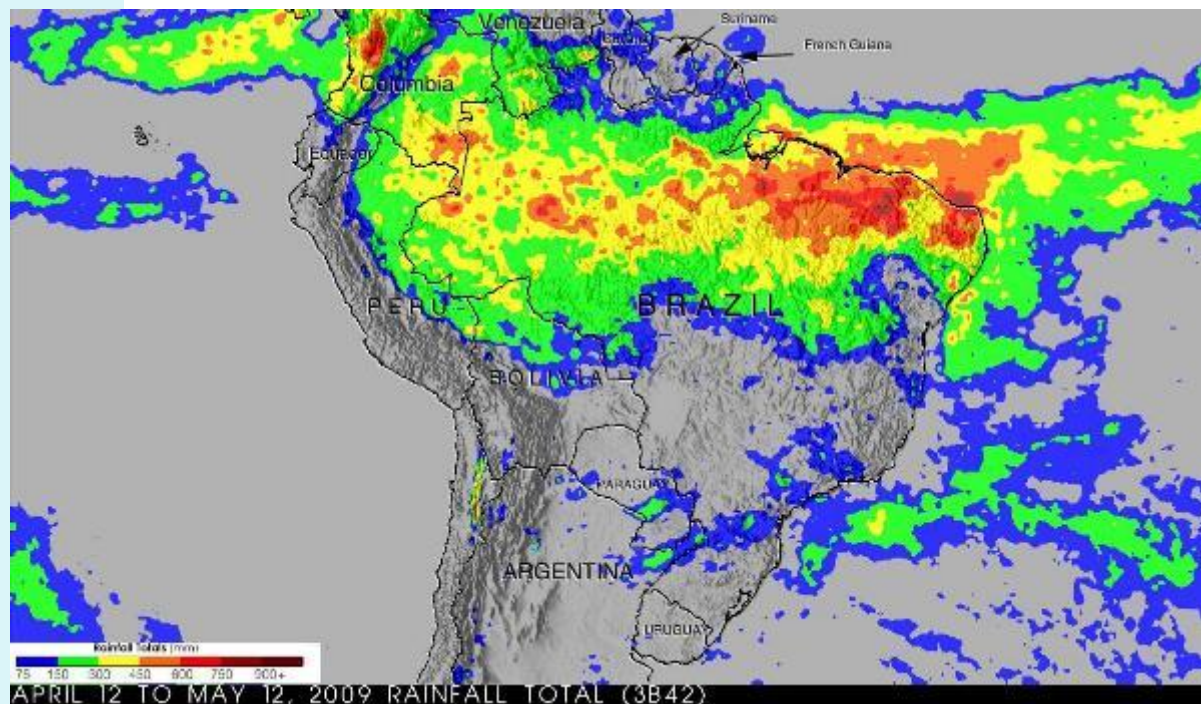 Suriname
Venezuela
French Guiana
Guyana
Columbia
Ecuador
PERU
BRAZIL
BOLIVIA
PARAGUAY
ARGENTINA
URUGUAY
Rainfall Totals (mm)
75 150 300 450 600 750 900+
APRIL 12 TO MAY 12, 2009 RAINFALL TOTAL (3B42)